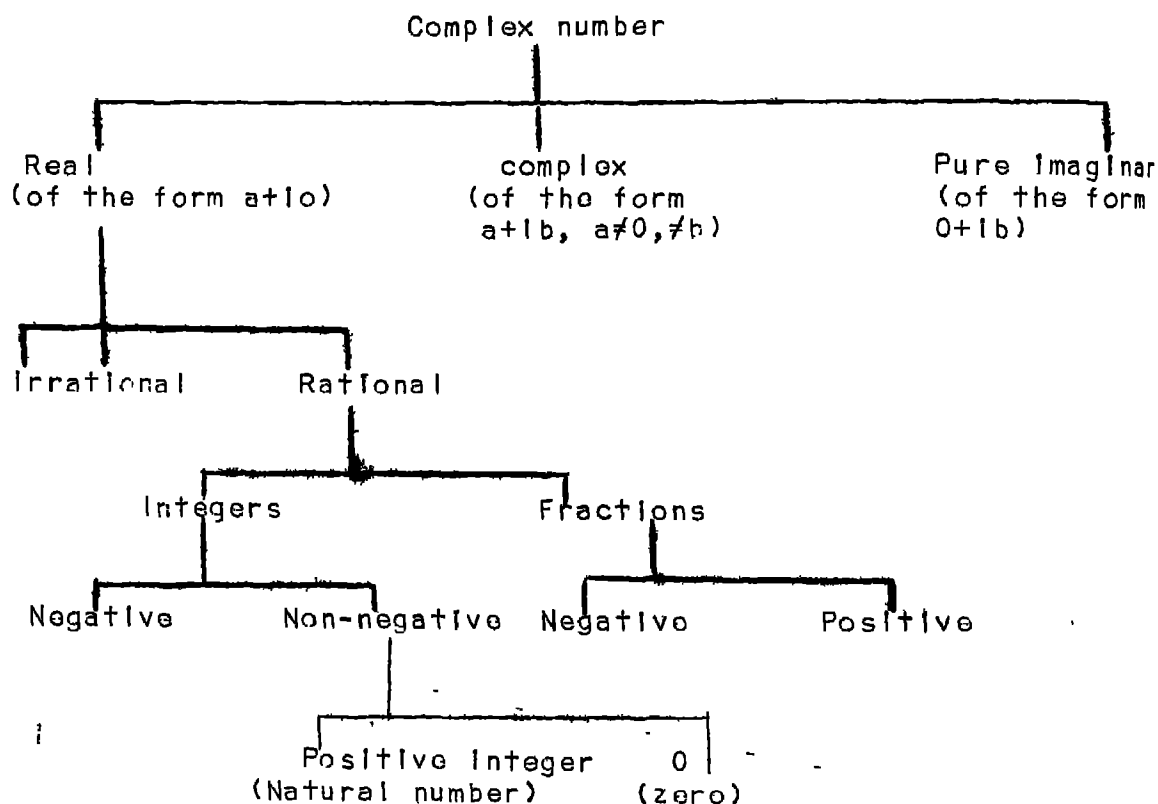 Complex number
Real
(of the form a+io)
complex
(of the form
a+ib, a≠0,≠b)
Pure imaginar
(of the form
0+ib)
Irrational Rational
Integers Fractions
Negative Non-negative Negative Positive
Positive integer 0
(Natural number) (zero)